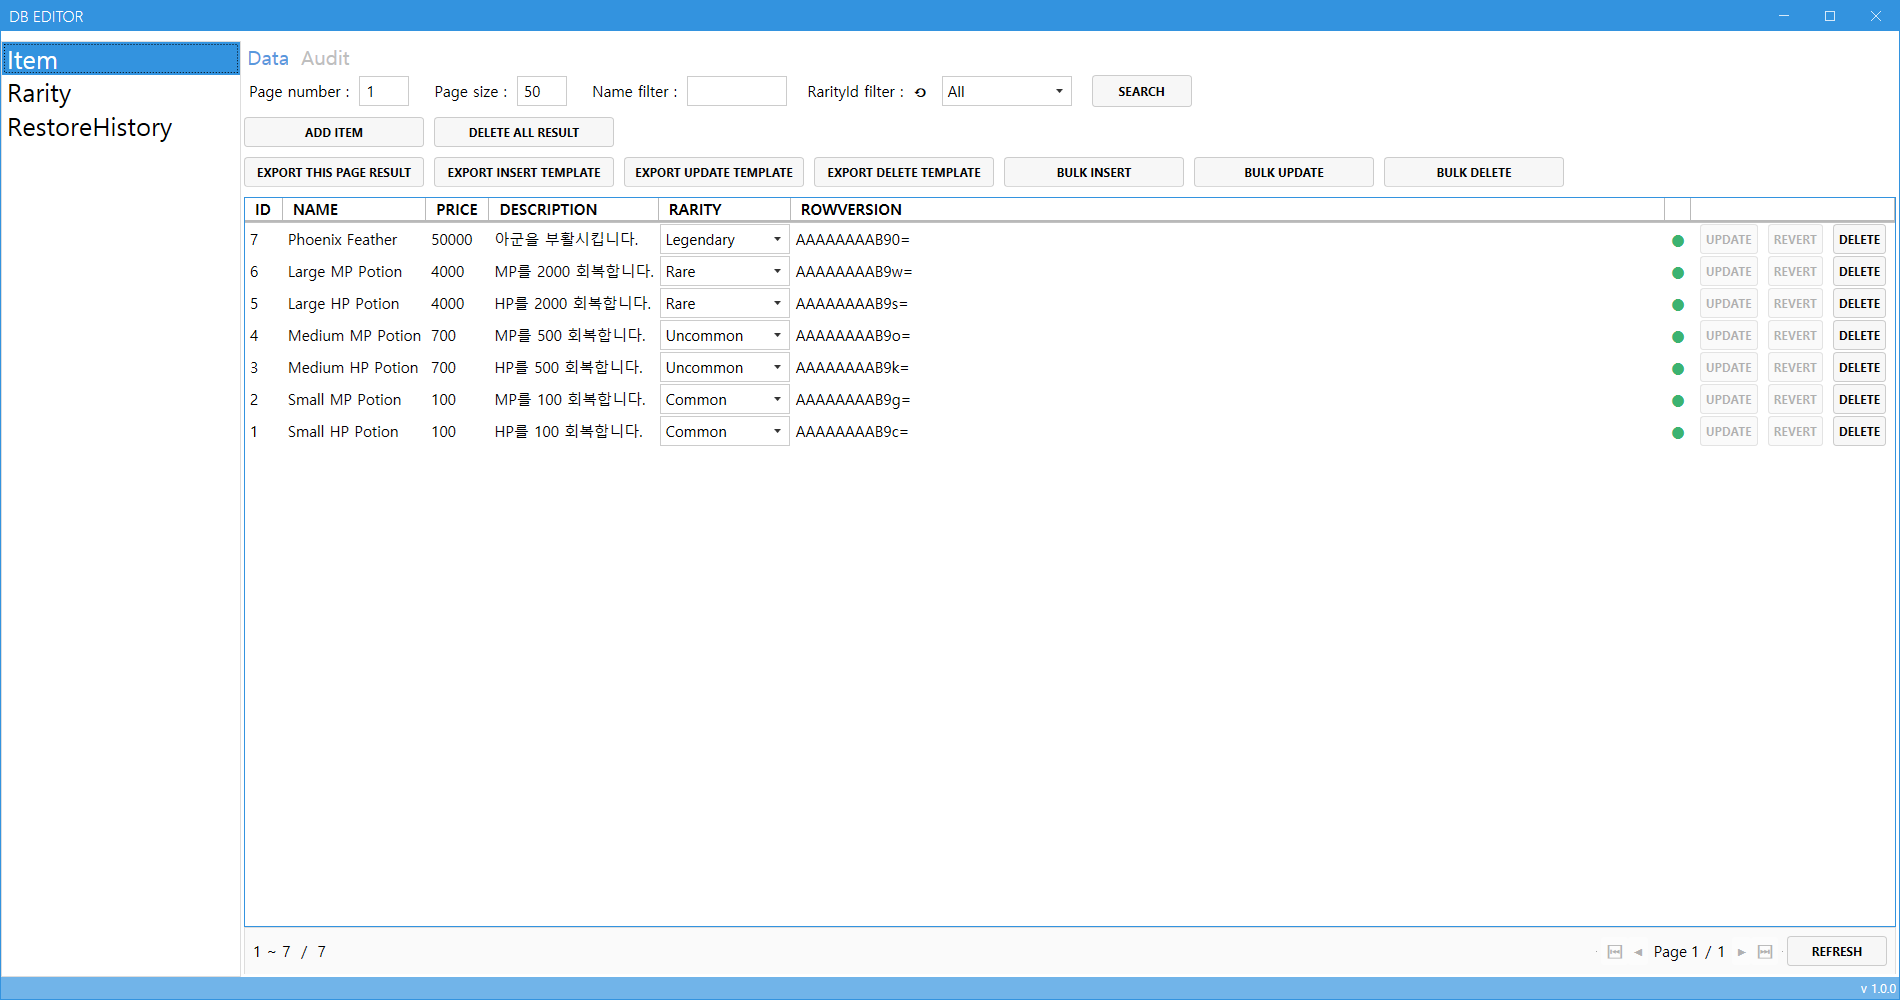 DB EDITOR
Item
Rarity
RestoreHistory
Data Audit
Page number : 1 Page size : 50 Name filter : RarityId filter : All SEARCH
ADD ITEM DELETE ALL RESULT
EXPORT THIS PAGE RESULT EXPORT INSERT TEMPLATE EXPORT UPDATE TEMPLATE EXPORT DELETE TEMPLATE BULK INSERT BULK UPDATE BULK DELETE
ID NAME PRICE DESCRIPTION RARITY ROWVERSION
7 Phoenix Feather 50000 아군을 부활시킵니다. Legendary AAAAAAAAB90= UPDATE REVERT DELETE
6 Large MP Potion 4000 MP를 2000 회복합니다. Rare AAAAAAAAB9w= UPDATE REVERT DELETE
5 Large HP Potion 4000 HP를 2000 회복합니다. Rare AAAAAAAAB9s= UPDATE REVERT DELETE
4 Medium MP Potion 700 MP를 500 회복합니다. Uncommon AAAAAAAAB9o= UPDATE REVERT DELETE
3 Medium HP Potion 700 HP를 500 회복합니다. Uncommon AAAAAAAAB9k= UPDATE REVERT DELETE
2 Small MP Potion 100 MP를 100 회복합니다. Common AAAAAAAAB9g= UPDATE REVERT DELETE
1 Small HP Potion 100 HP를 100 회복합니다. Common AAAAAAAAB9c= UPDATE REVERT DELETE
1 ~ 7 / 7 Page 1 / 1 REFRESH
v 1.0.0